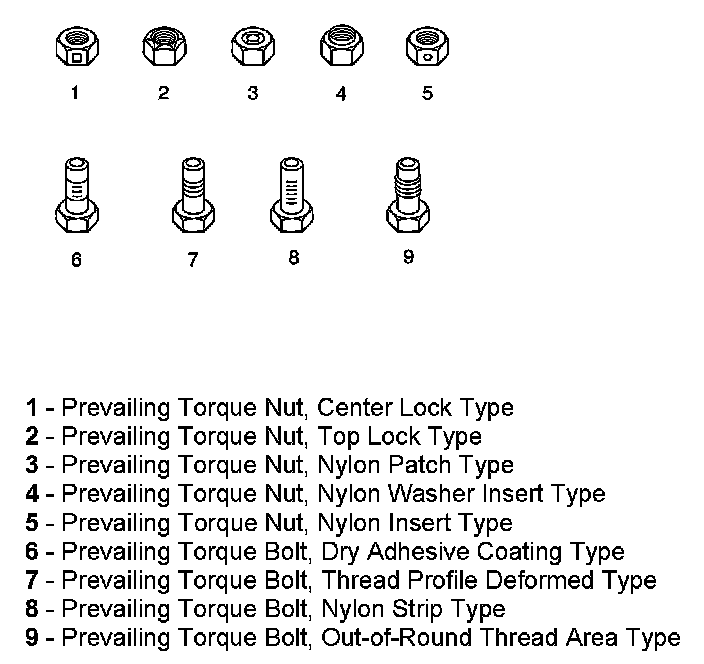 1 2 3 4 5
6 7 8 9
1 - Prevailing Torque Nut, Center Lock Type
2 - Prevailing Torque Nut, Top Lock Type
3 - Prevailing Torque Nut, Nylon Patch Type
4 - Prevailing Torque Nut, Nylon Washer Insert Type
5 - Prevailing Torque Nut, Nylon Insert Type
6 - Prevailing Torque Bolt, Dry Adhesive Coating Type
7 - Prevailing Torque Bolt, Thread Profile Deformed Type
8 - Prevailing Torque Bolt, Nylon Strip Type
9 - Prevailing Torque Bolt, Out-of-Round Thread Area Type